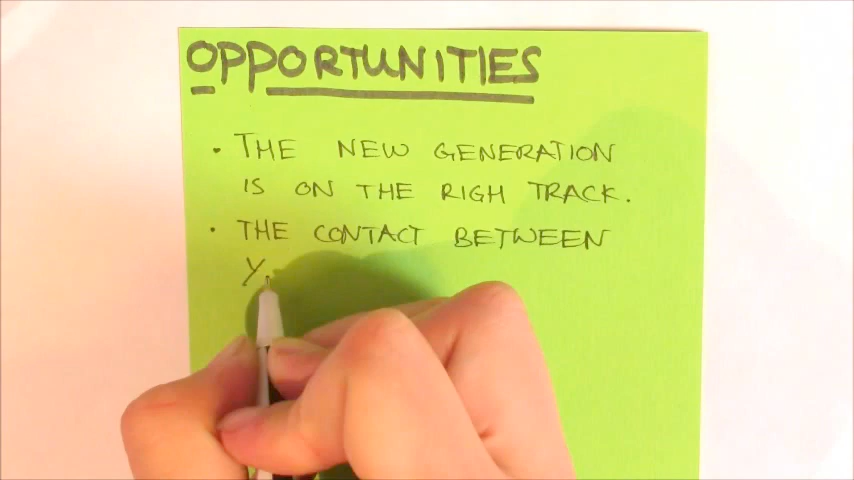 OPPORTUNITIES
• THE NEW GENERATION
IS ON THE RIGH TRACK.
• THE CONTACT BETWEEN
Y